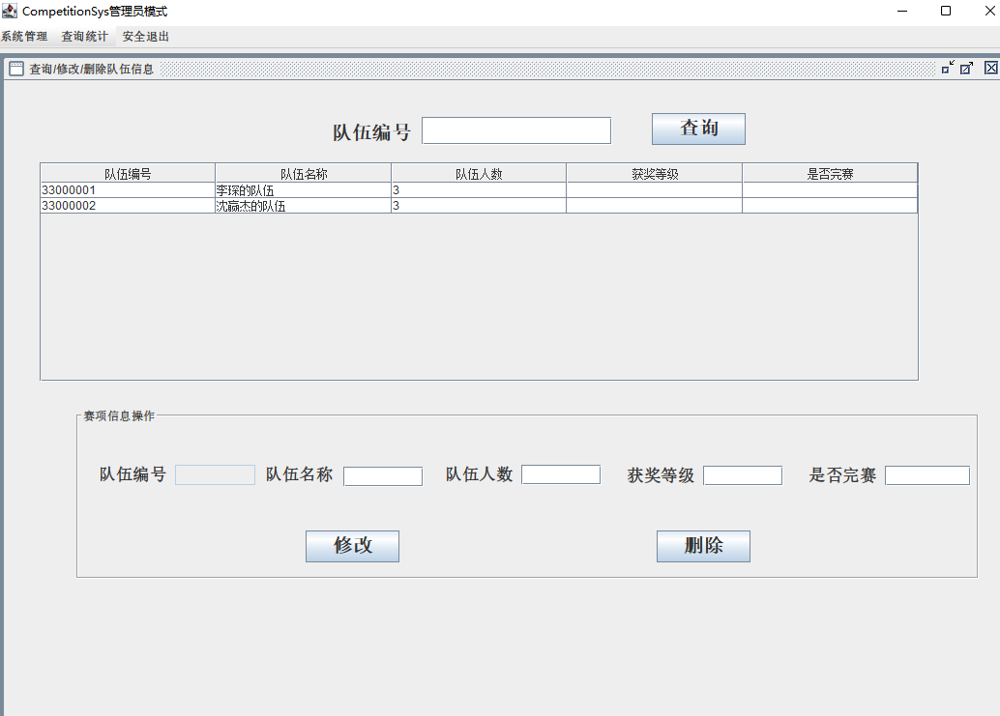 CompetitionSys管理员模式
系统管理 查询统计 安全退出
查询/修改/删除队伍信息
队伍编号 查询
队伍编号 队伍名称 队伍人数 获奖等级 是否完赛
33000001 李琛的队伍 3
33000002 沈赢杰的队伍 3
赛项信息操作
队伍编号 队伍名称 队伍人数 获奖等级 是否完赛
修改 删除